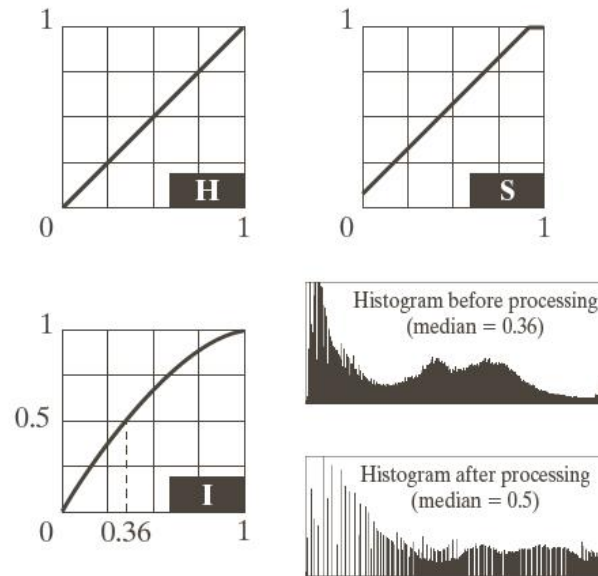 1
H
0
1
1
S
0
1
1
0.5
I
0
0.36
1
Histogram before processing
(median = 0.36)
Histogram after processing
(median = 0.5)